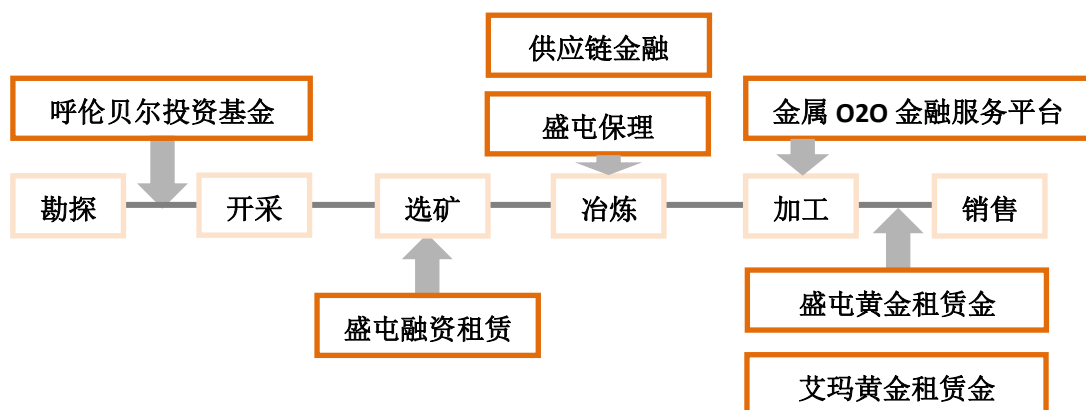 供应链金融
呼伦贝尔投资基金
盛屯保理
金属 O2O 金融服务平台
勘探
开采
选矿
冶炼
加工
销售
盛屯融资租赁
盛屯黄金租赁金
艾玛黄金租赁金